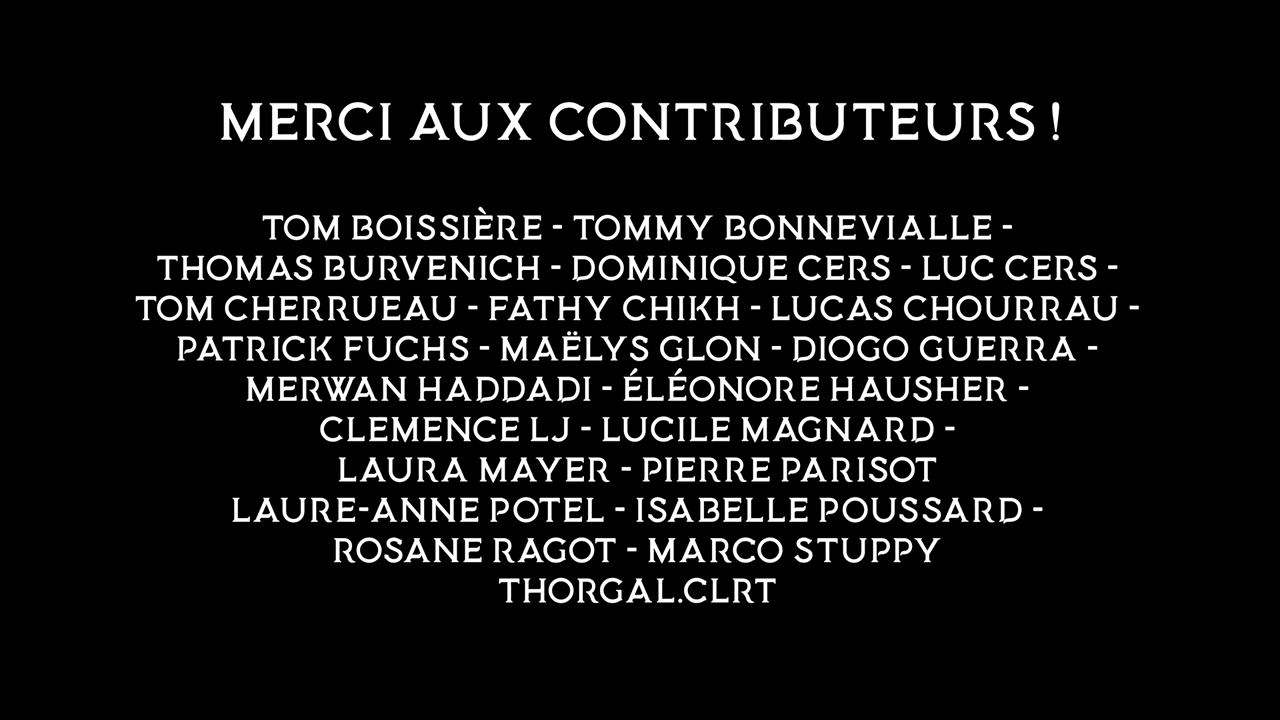 MERCI AUX CONTRIBUTEURS !
TOM BOISSIÈRE - TOMMY BONNEVIALLE -
THOMAS BURVENICH - DOMINIQUE CERS - LUC CERS -
TOM CHERRUEAU - FATHY CHIKH - LUCAS CHOURRAU -
PATRICK FUCHS - MAËLYS GLON - DIOGO GUERRA -
MERWAN HADDADI - ÉLÉONORE HAUSHER -
CLEMENCE LJ - LUCILE MAGNARD -
LAURA MAYER - PIERRE PARISOT
LAURE-ANNE POTEL - ISABELLE POUSSARD -
ROSANE RAGOT - MARCO STUPPY
THORGAL.CLRT